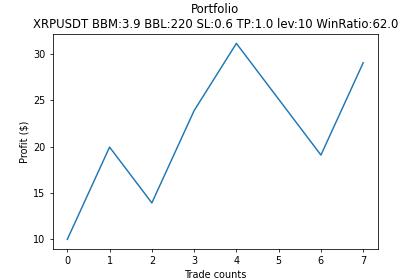 Portfolio
XRPUSDT BBM:3.9 BBL:220 SL:0.6 TP:1.0 lev:10 WinRatio:62.0
30
25
20
15
10
Profit ($)
0 1 2 3 4 5 6 7
Trade counts